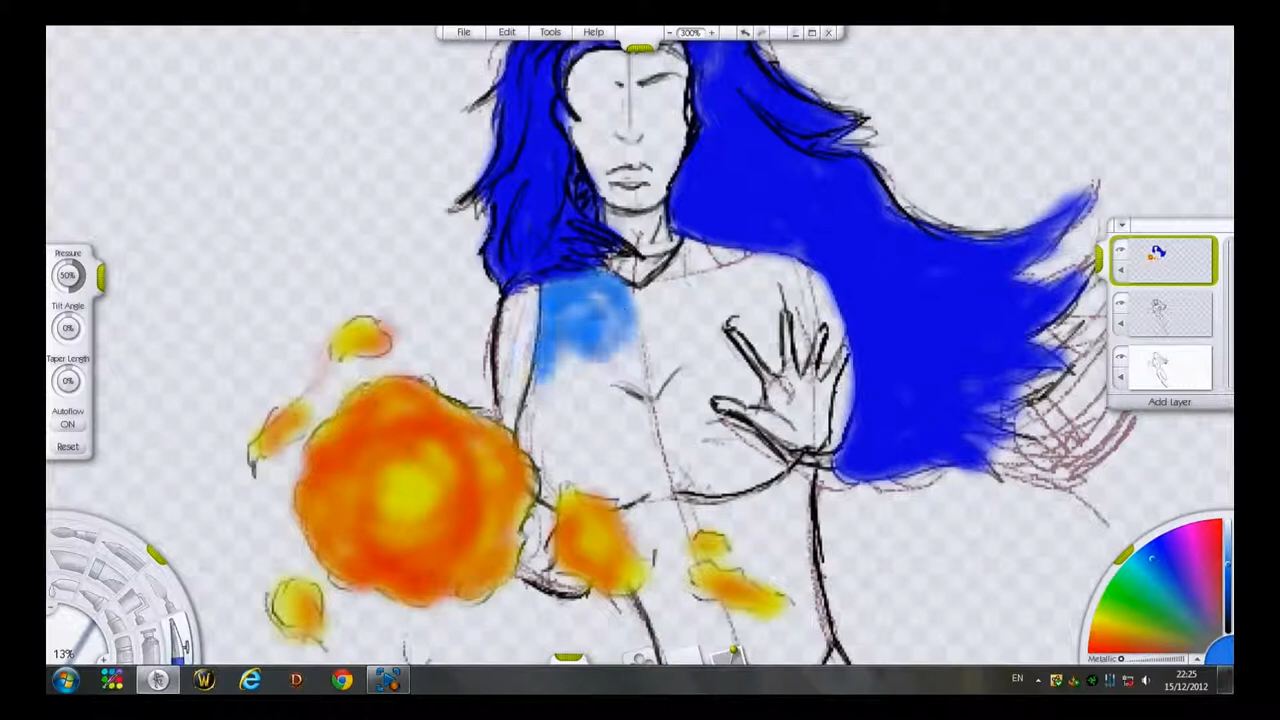 File Edit Tools Help - 300% +
Pressure
50%
Tilt Angle
0%
Taper Length
0%
Autoflow
ON
Reset
Add Layer
13%
Metallic
EN
22:25
15/12/2012